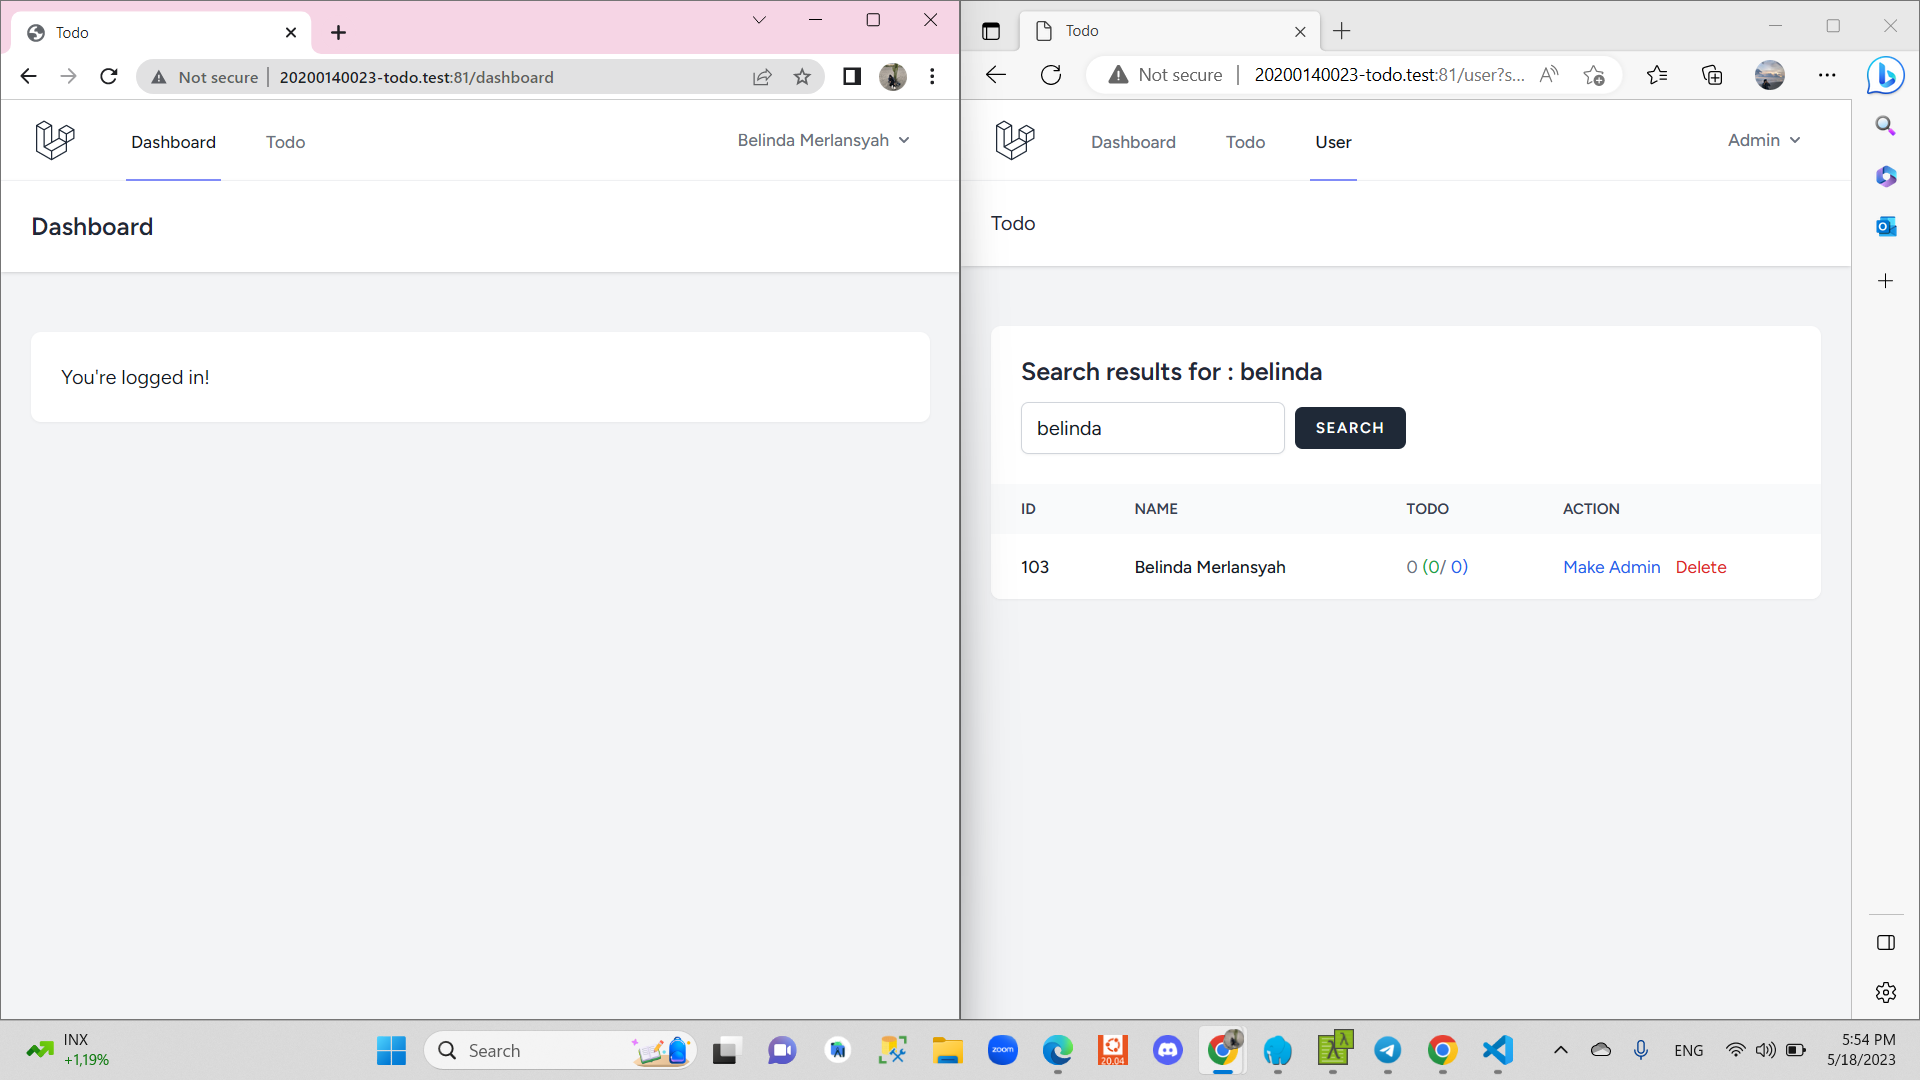 Todo
Not secure | 20200140023-todo.test:81/dashboard
Dashboard
Todo
Belinda Merlansyah
Dashboard
You're logged in!
Todo
Not secure | 20200140023-todo.test:81/user?s...
Dashboard
Todo
User
Admin
Todo
Search results for : belinda
belinda
SEARCH
ID NAME TODO ACTION
103 Belinda Merlansyah 0 (0/ 0) Make Admin Delete
INX
+1,19%
Search
zoom
20.04
ENG
5:54 PM
5/18/2023